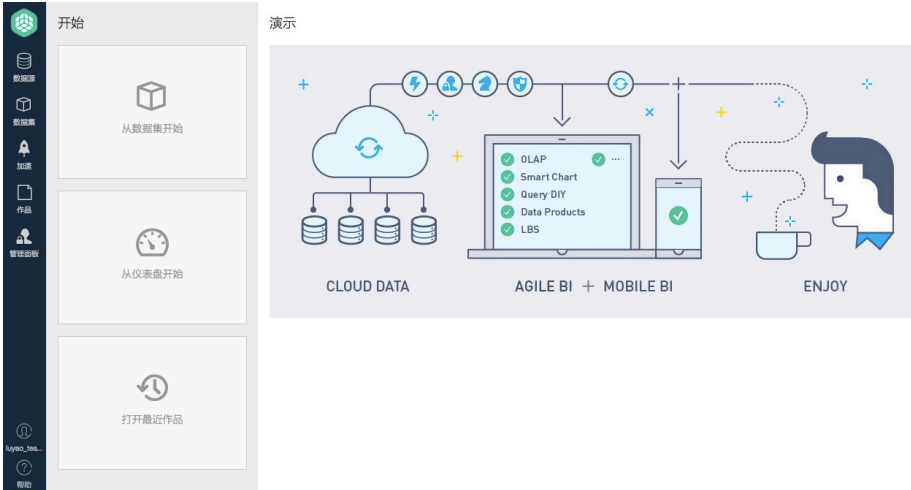 开始
演示
数据源
数据集
加速
作品
管理面板
luyao_tes...
帮助
从数据集开始
从仪表盘开始
打开最近作品
OLAP
...
Smart Chart
Query DIY
Data Products
LBS
CLOUD DATA
AGILE BI + MOBILE BI
ENJOY